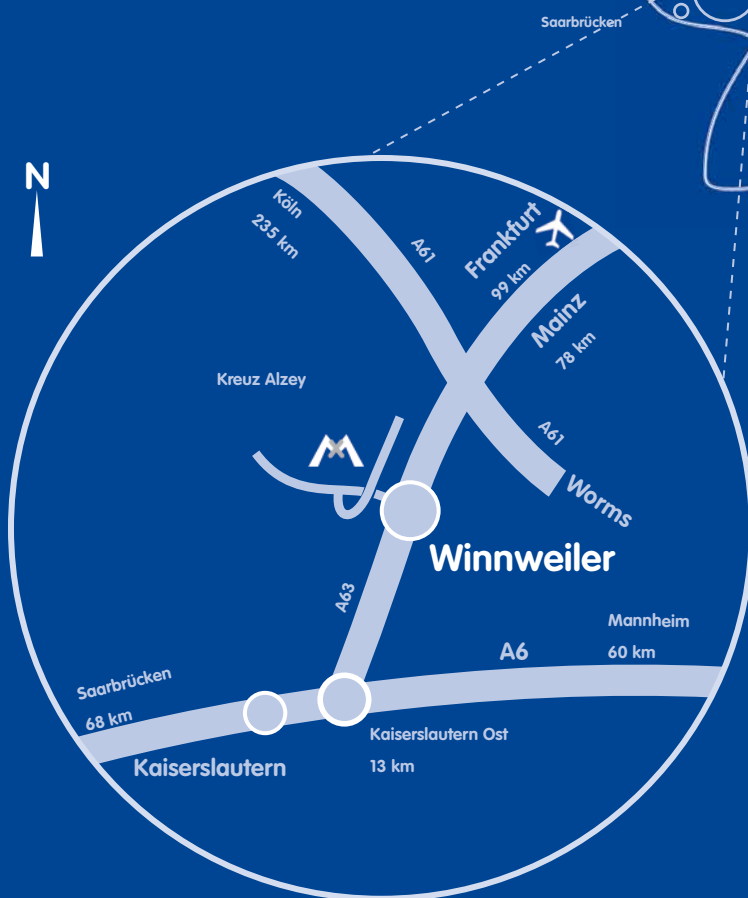 Saarbrücken
N
Köln
235 km
A61
Frankfurt
99 km
Mainz
78 km
Kreuz Alzey
A61
Worms
Winnweiler
A63
Mannheim
60 km
A6
Saarbrücken
68 km
Kaiserslautern Ost
13 km
Kaiserslautern